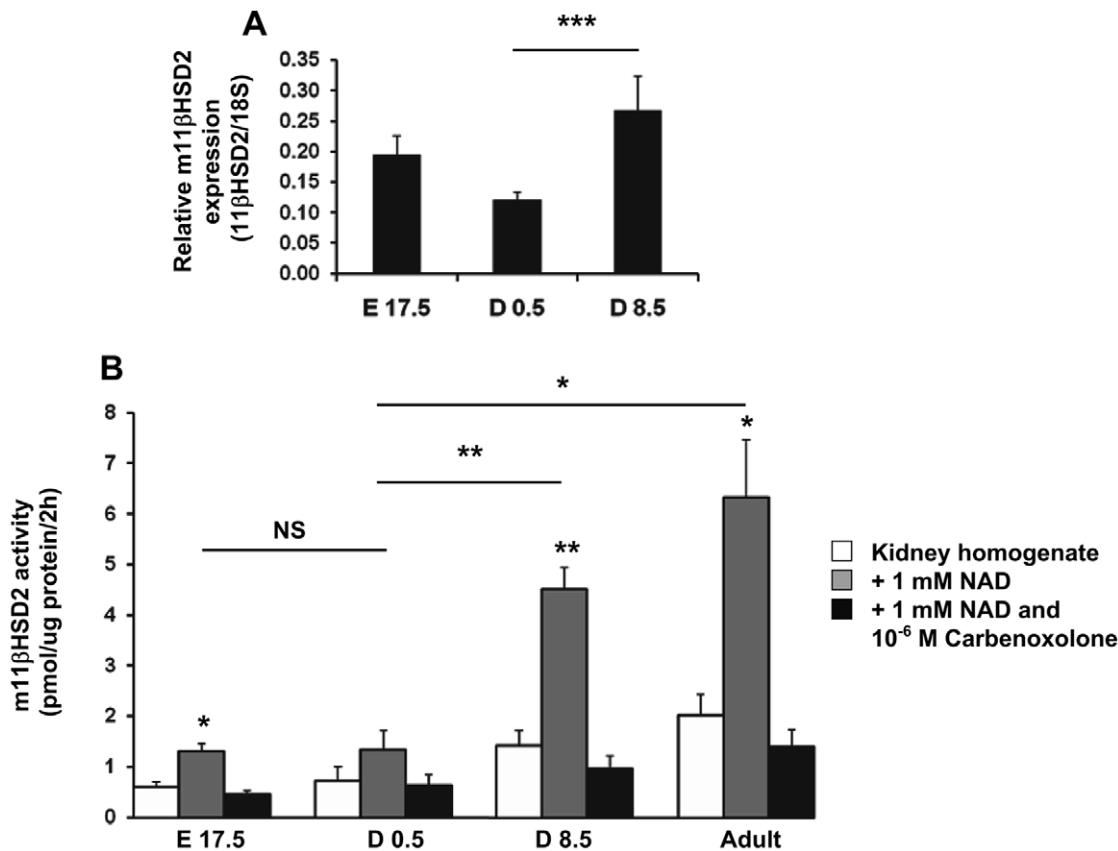 A
***
Relative m11βHSD2
expression
(11βHSD2/18S)
0.35
0.30
0.25
0.20
0.15
0.10
0.05
0.00
E 17.5 D 0.5 D 8.5
B
*
*
**
NS
**
*
m11βHSD2 activity
(pmol/ug protein/2h)
8
7
6
5
4
3
2
1
0
E 17.5 D 0.5 D 8.5 Adult
Kidney homogenate
+ 1 mM NAD
+ 1 mM NAD and
10⁻⁶ M Carbenoxolone